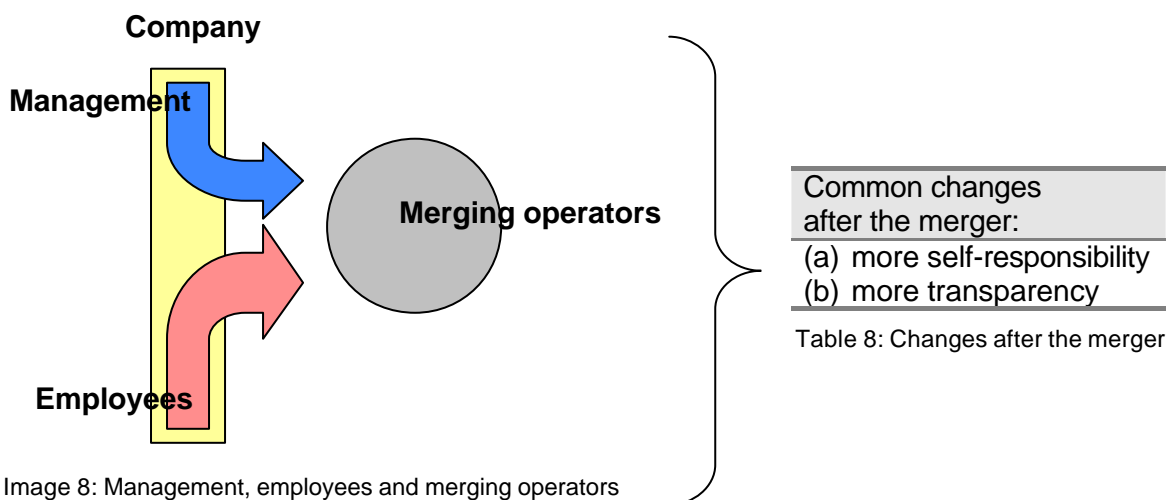 Company
Management
Merging operators
Employees
Image 8: Management, employees and merging operators
Common changes
after the merger:
(a) more self-responsibility
(b) more transparency
Table 8: Changes after the merger